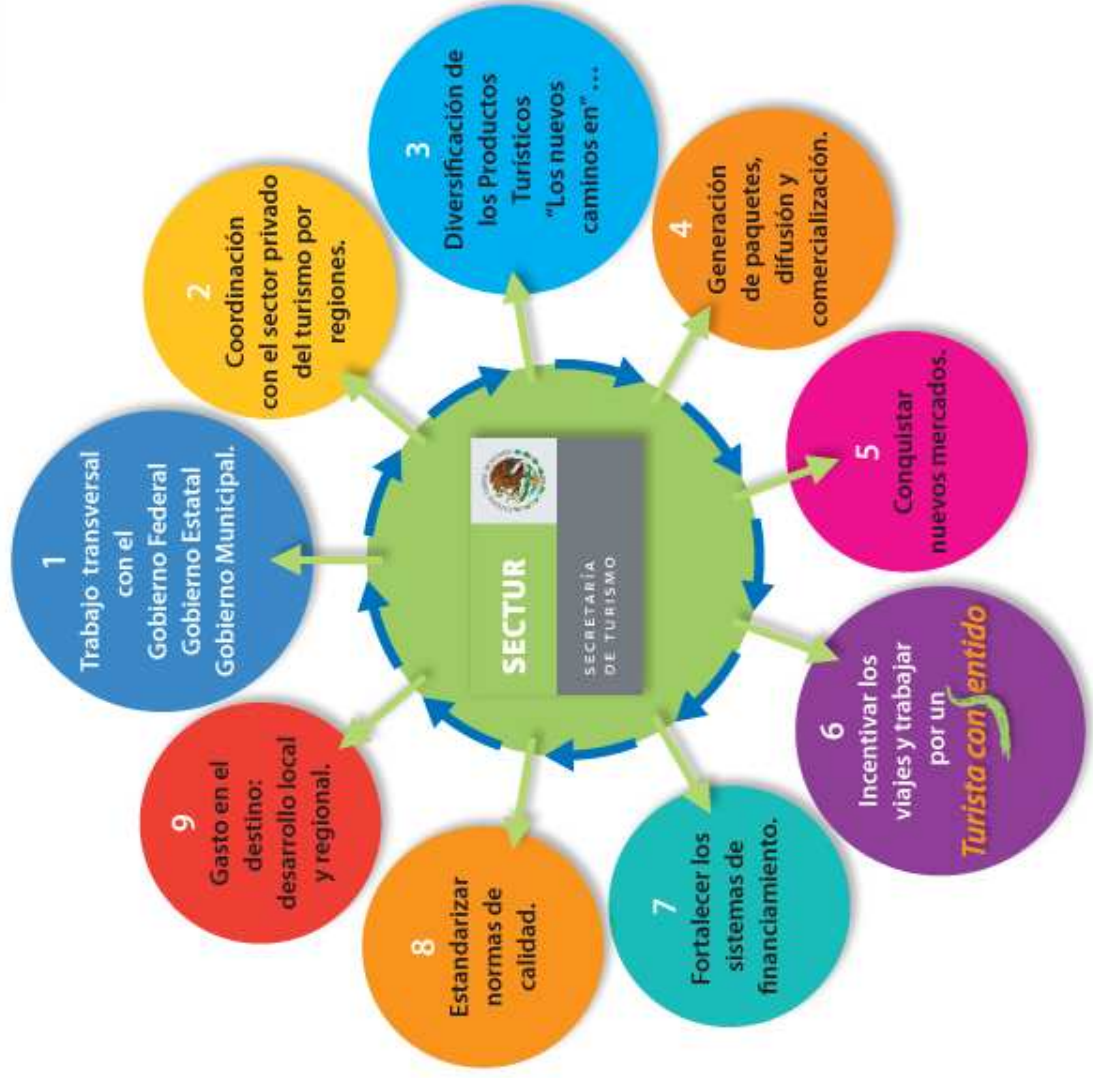 1
Trabajo transversal
con el
Gobierno Federal
Gobierno Estatal
Gobierno Municipal.
2
Coordinación
con el sector privado
del turismo por
regiones.
3
Diversificación de
los Productos
Turísticos
"Los nuevos
caminos en" ...
4
Generación
de paquetes,
difusión y
comercialización.
5
Conquistar
nuevos mercados.
6
Incentivar los
viajes y trabajar
por un
Turista conSentido
7
Fortalecer los
sistemas de
financiamiento.
8
Estandarizar
normas de
calidad.
9
Gasto en el
destino:
desarrollo local
y regional.
SECTUR
SECRETARÍA
DE TURISMO